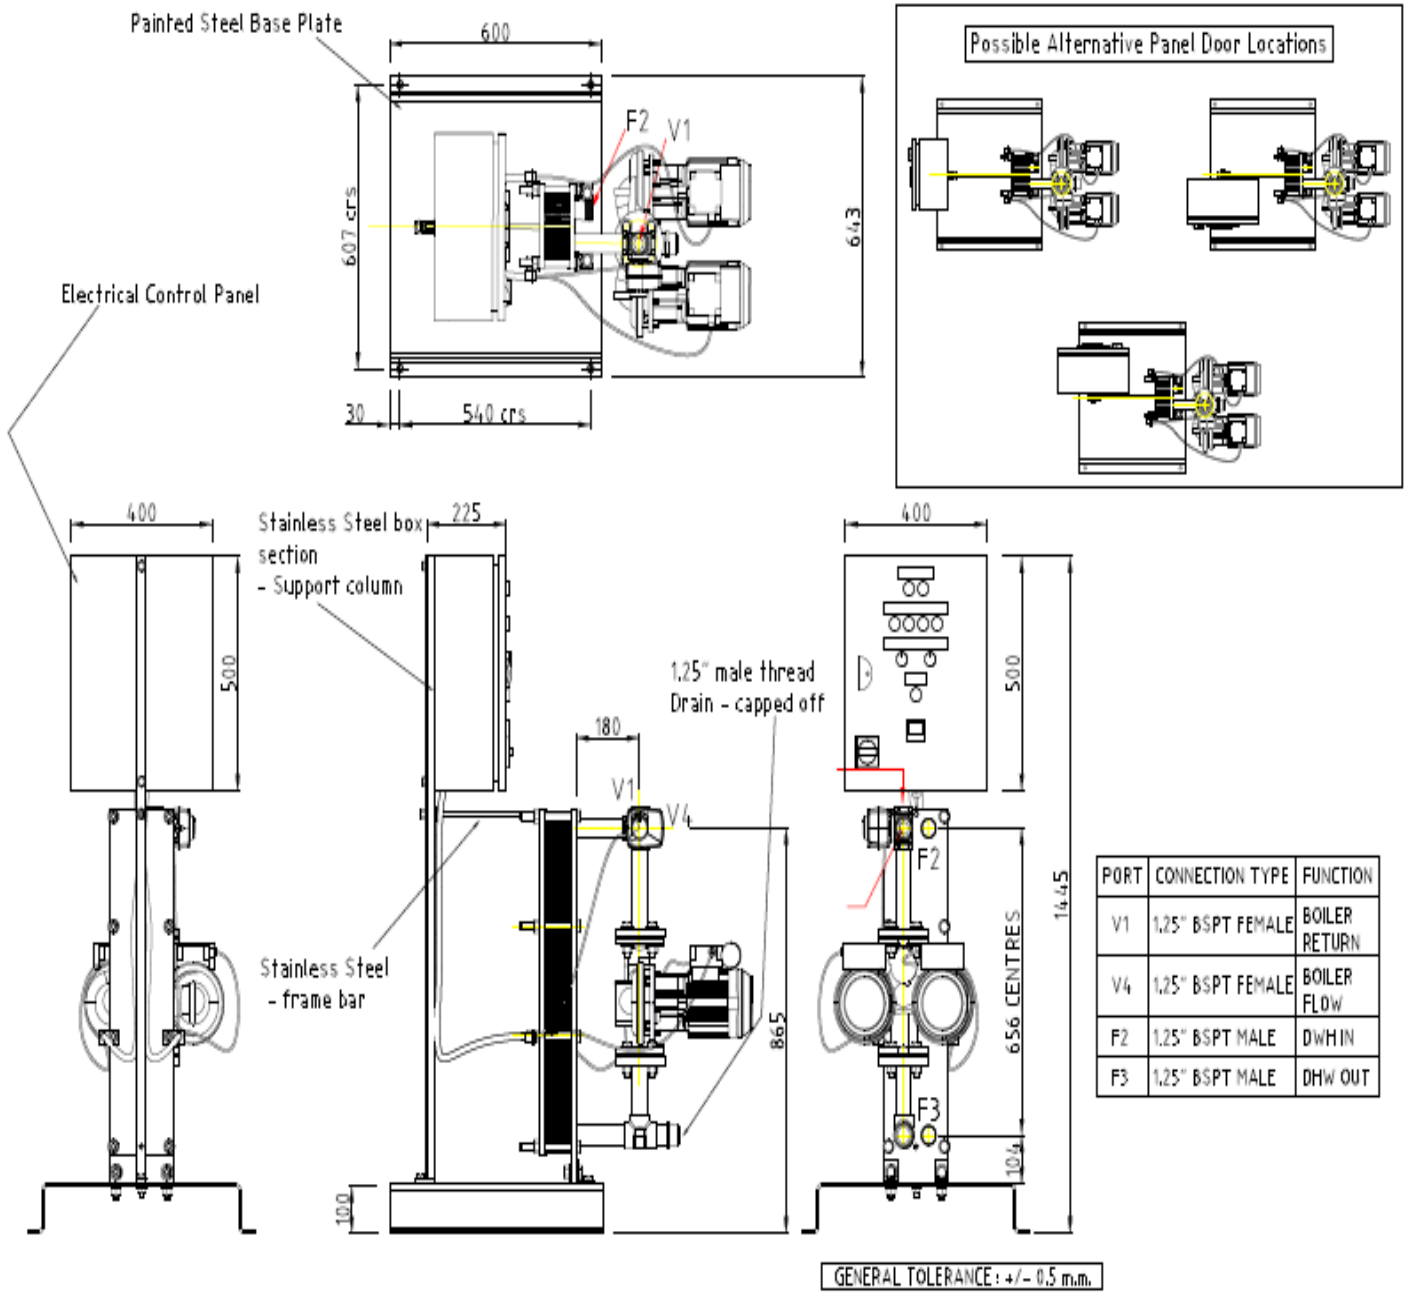 Painted Steel Base Plate
600
Possible Alternative Panel Door Locations
F2
V1
607 crs
643
Electrical Control Panel
30
540 crs
400
Stainless Steel box
section
- Support column
225
400
500
500
1.25" male thread
Drain - capped off
180
V1
V4
F2
1445
656 CENTRES
Stainless Steel
- frame bar
865
F3
104
100
PORT CONNECTION TYPE FUNCTION
V1 1.25" BSPT FEMALE BOILER
RETURN
V4 1.25" BSPT FEMALE BOILER
FLOW
F2 1.25" BSPT MALE DWH IN
F3 1.25" BSPT MALE DHW OUT
GENERAL TOLERANCE : +/- 0.5 m.m.